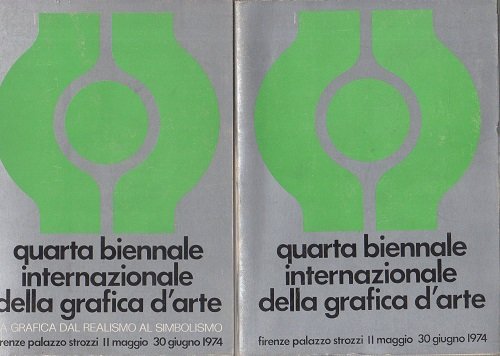 quarta biennale
internazionale
della grafica d'arte
A GRAFICA DAL REALISMO AL SIMBOLISMO
irenze palazzo strozzi 11 maggio 30 giugno 1974
quarta biennale
internazionale
della grafica d'arte
firenze palazzo strozzi 11 maggio 30 giugno 1974